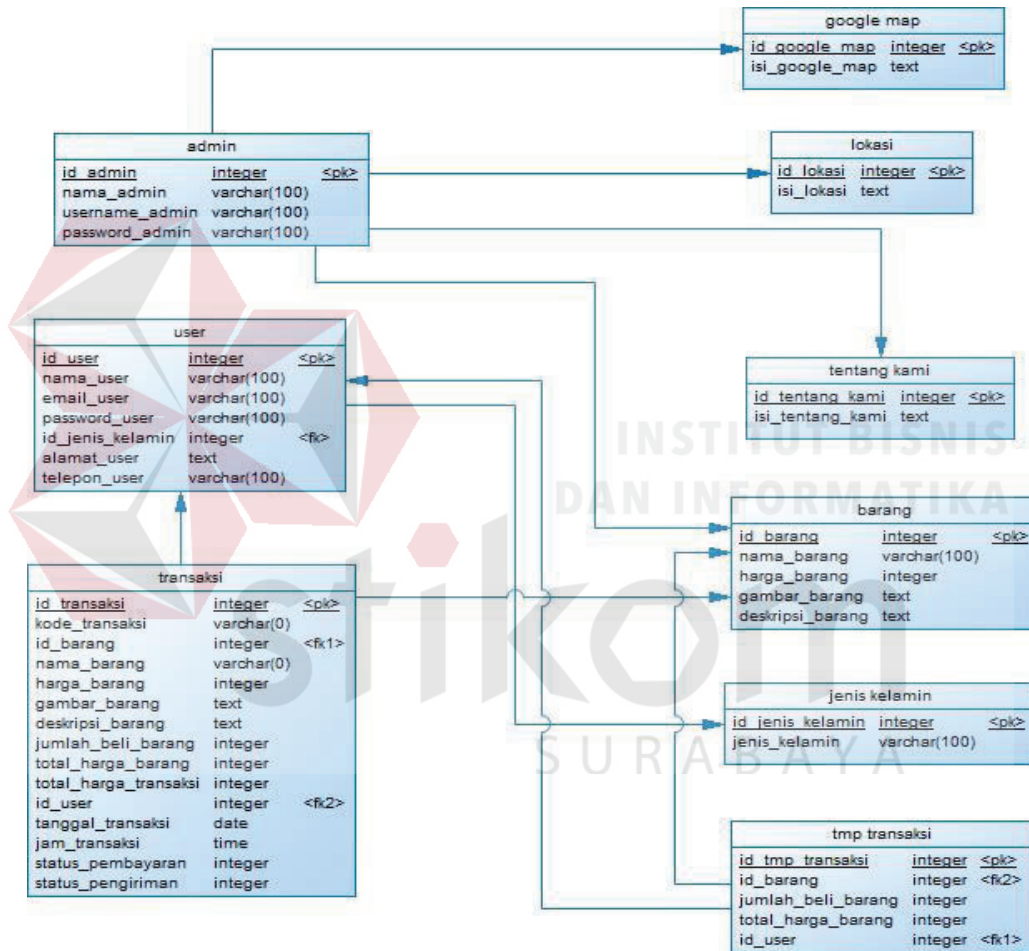 google map
id_google_map integer <pk>
isi_google_map text
admin
id_admin integer <pk>
nama_admin varchar(100)
username_admin varchar(100)
password_admin varchar(100)
lokasi
id_lokasi integer <pk>
isi_lokasi text
user
id_user integer <pk>
nama_user varchar(100)
email_user varchar(100)
password_user varchar(100)
id_jenis_kelamin integer <fk>
alamat_user text
telepon_user varchar(100)
tentang kami
id_tentang_kami integer <pk>
isi_tentang_kami text
INSTITUT BISNIS
DAN INFORMATIKA
stikom
SURABAYA
barang
id_barang integer <pk>
nama_barang varchar(100)
harga_barang integer
gambar_barang text
deskripsi_barang text
transaksi
id_transaksi integer <pk>
kode_transaksi varchar(0)
id_barang integer <fk1>
nama_barang varchar(0)
harga_barang integer
gambar_barang text
deskripsi_barang text
jumlah_beli_barang integer
total_harga_barang integer
total_harga_transaksi integer
id_user integer <fk2>
tanggal_transaksi date
jam_transaksi time
status_pembayaran integer
status_pengiriman integer
jenis kelamin
id_jenis_kelamin integer <pk>
jenis_kelamin varchar(100)
tmp transaksi
id_tmp_transaksi integer <pk>
id_barang integer <fk2>
jumlah_beli_barang integer
total_harga_barang integer
id_user integer <fk1>